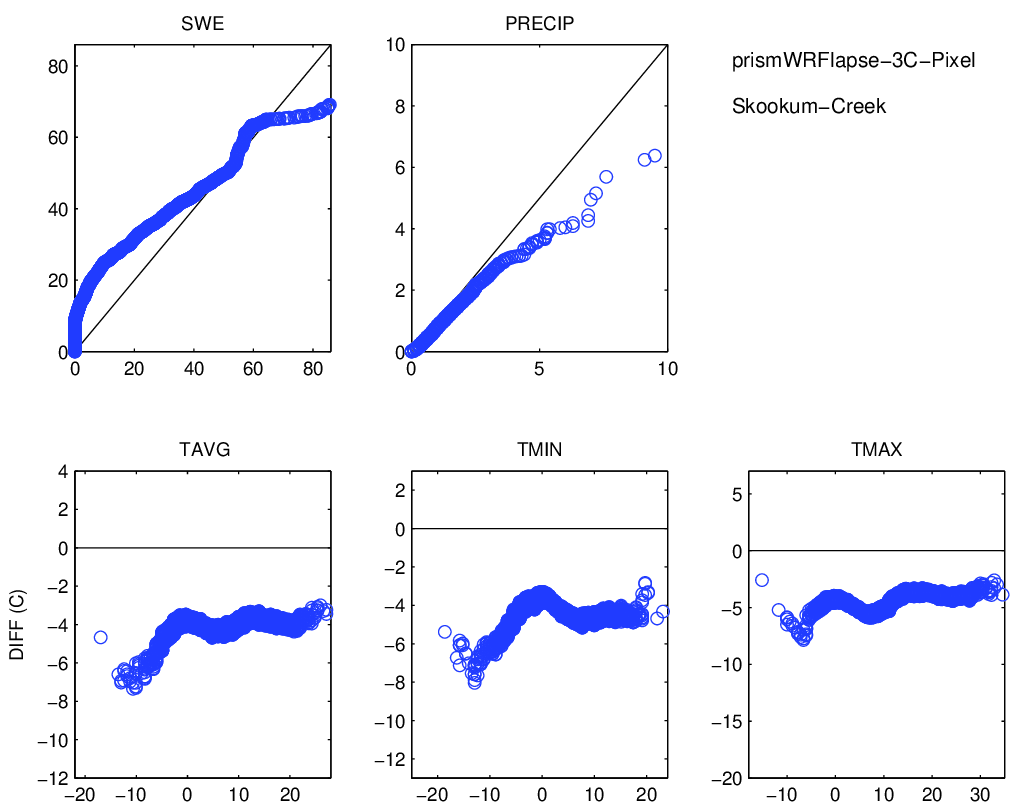 SWE
PRECIP
prismWRFlapse−3C−Pixel
Skookum−Creek
80
60
40
20
0
0 20 40 60 80
10
8
6
4
2
0
0 5 10
TAVG
TMIN
TMAX
DIFF (C)
4
2
0
−2
−4
−6
−8
−10
−12
−20 −10 0 10 20
2
0
−2
−4
−6
−8
−10
−12
−20 −10 0 10 20
5
0
−5
−10
−15
−20
−10 0 10 20 30